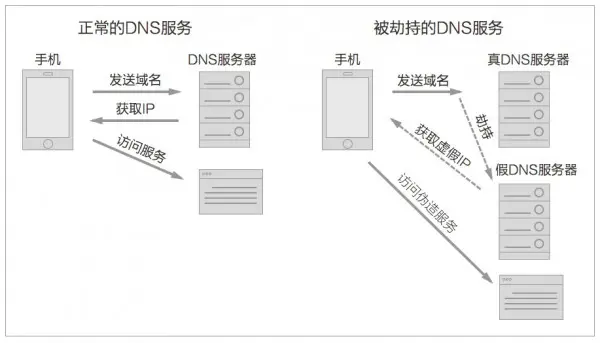 正常的DNS服务
手机
DNS服务器
发送域名
获取IP
访问服务
被劫持的DNS服务
手机
真DNS服务器
发送域名
劫持
获取虚假IP
假DNS服务器
访问伪造服务